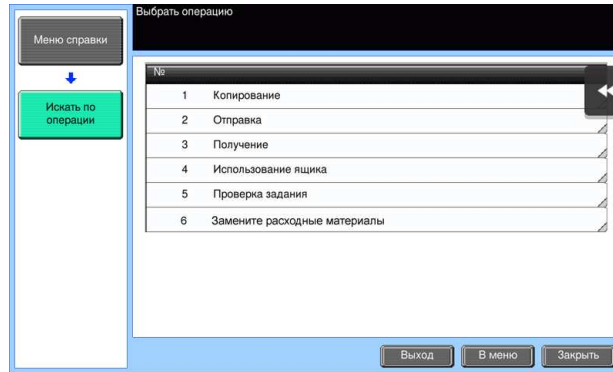 Выбрать операцию
Меню справки
Искать по
операции
№
1 Копирование
2 Отправка
3 Получение
4 Использование ящика
5 Проверка задания
6 Замените расходные материалы
Выход
В меню
Закрыть